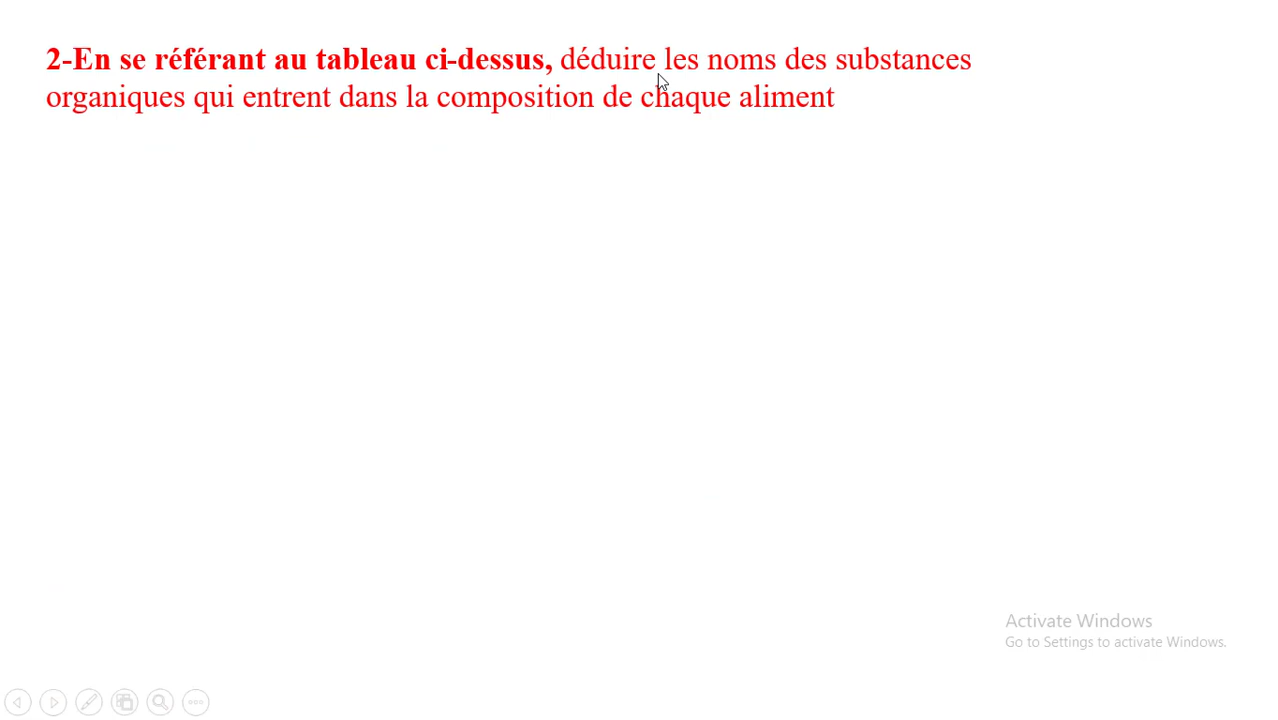 2-En se référant au tableau ci-dessus, déduire les noms des substances
organiques qui entrent dans la composition de chaque aliment
Activate Windows
Go to Settings to activate Windows.